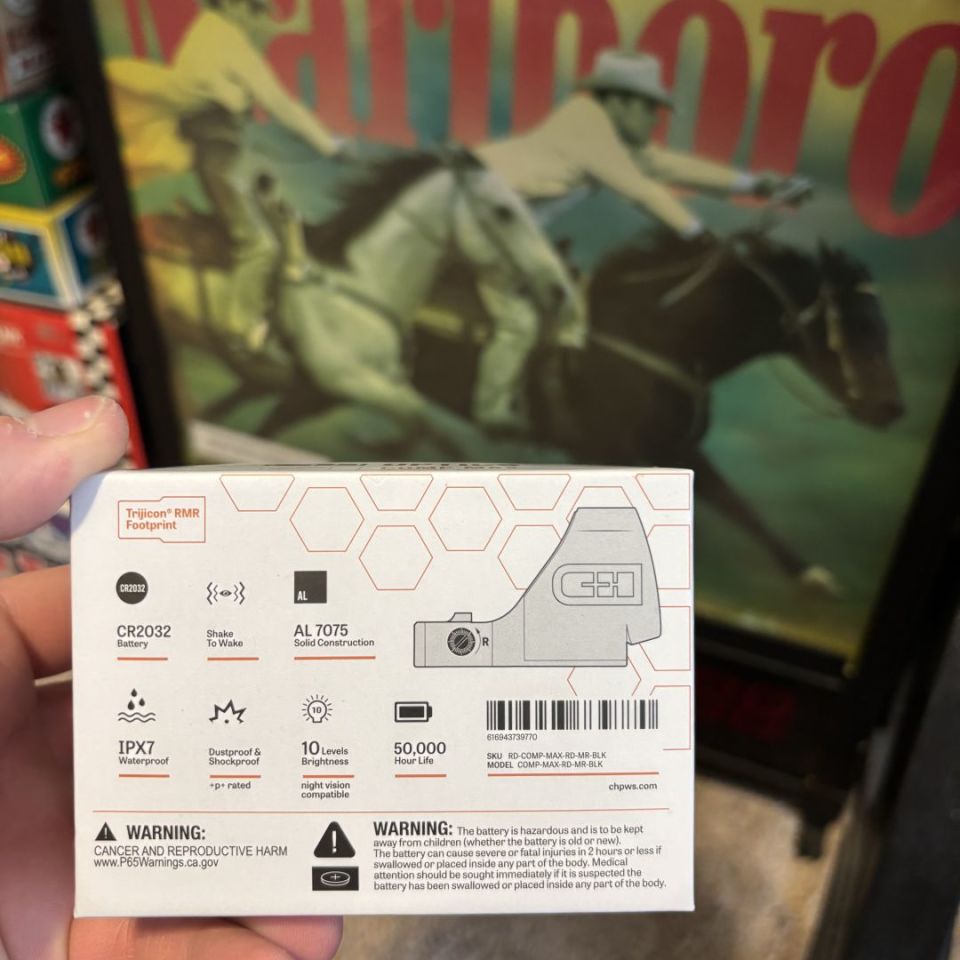 Marlboro
Trijicon® RMR
Footprint
CR2032
AL
CR2032
Battery
Shake
To Wake
AL 7075
Solid Construction
R
10
IPX7
Waterproof
Dustproof &
Shockproof
+p+ rated
10 Levels
Brightness
night vision
compatible
50,000
Hour Life
616943739770
SKU RD-COMP-MAX-RD-MR-BLK
MODEL COMP-MAX-RD-MR-BLK
chpws.com
WARNING:
CANCER AND REPRODUCTIVE HARM
www.P65Warnings.ca.gov
WARNING: The battery is hazardous and is to be kept
away from children (whether the battery is old or new).
The battery can cause severe or fatal injuries in 2 hours or less if
swallowed or placed inside any part of the body. Medical
attention should be sought immediately if it is suspected the
battery has been swallowed or placed inside any part of the body.